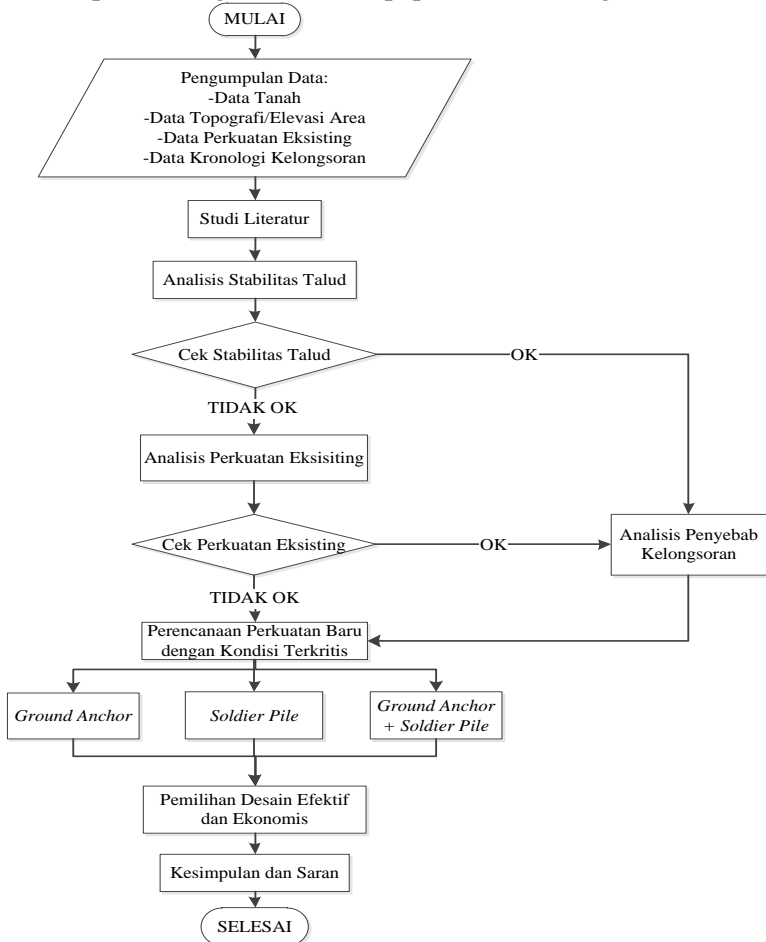 MULAI
Pengumpulan Data:
-Data Tanah
-Data Topografi/Elevasi Area
-Data Perkuatan Eksisting
-Data Kronologi Kelongsoran
Studi Literatur
Analisis Stabilitas Talud
Cek Stabilitas Talud
OK
TIDAK OK
Analisis Perkuatan Eksisiting
Cek Perkuatan Eksisting
OK
Analisis Penyebab
Kelongsoran
TIDAK OK
Perencanaan Perkuatan Baru
dengan Kondisi Terkritis
Ground Anchor
Soldier Pile
Ground Anchor
+ Soldier Pile
Pemilihan Desain Efektif
dan Ekonomis
Kesimpulan dan Saran
SELESAI